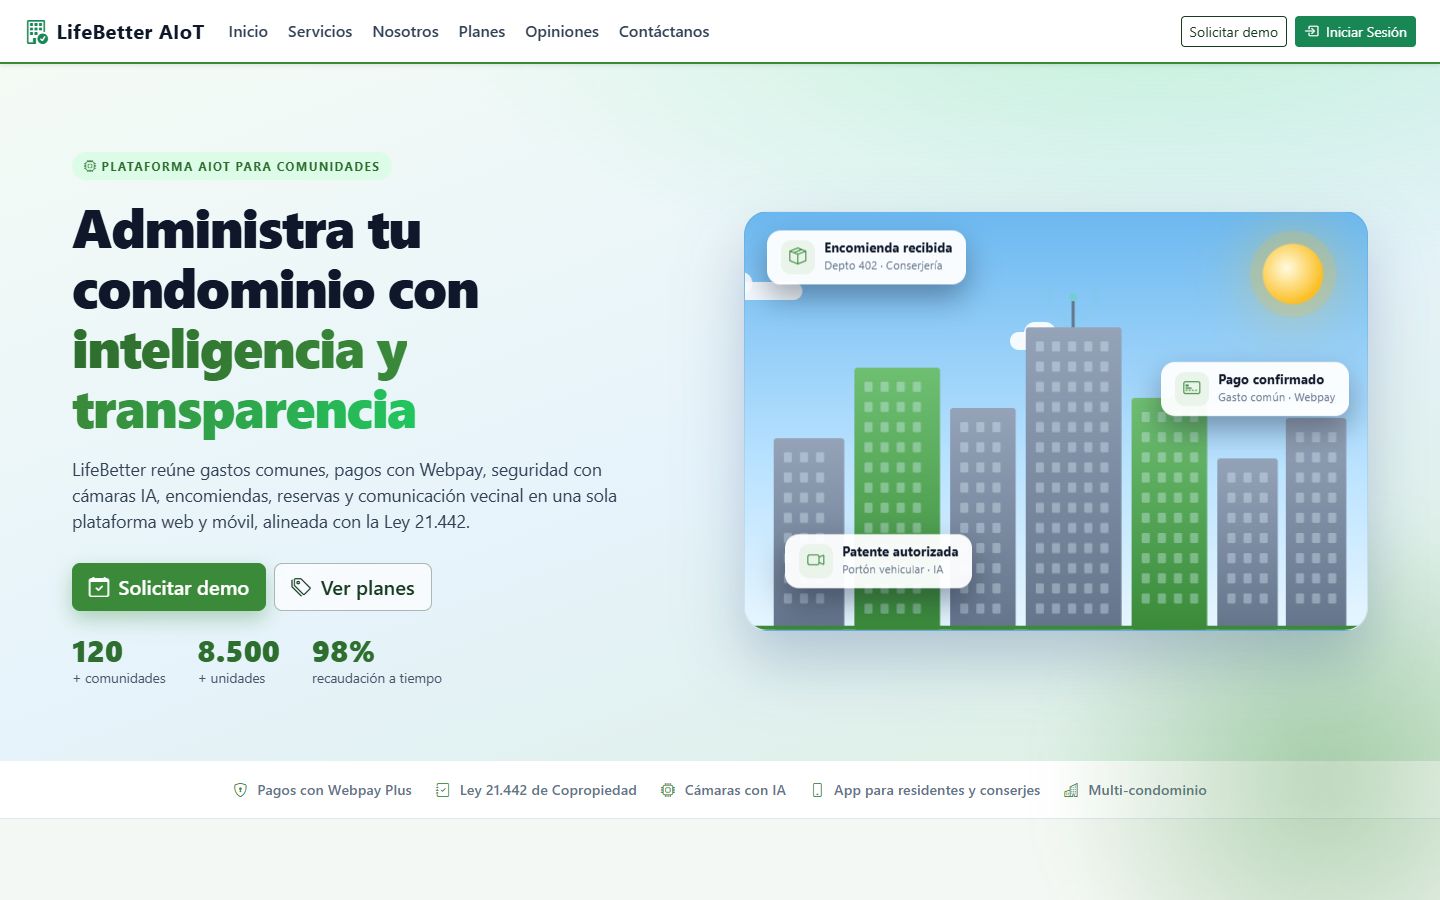 LifeBetter AIoT
Inicio
Servicios
Nosotros
Planes
Opiniones
Contáctanos
Solicitar demo
Iniciar Sesión
PLATAFORMA AIOT PARA COMUNIDADES
Administra tu
condominio con
inteligencia y
transparencia
LifeBetter reúne gastos comunes, pagos con Webpay, seguridad con
cámaras IA, encomiendas, reservas y comunicación vecinal en una sola
plataforma web y móvil, alineada con la Ley 21.442.
Solicitar demo
Ver planes
120
+ comunidades
8.500
+ unidades
98%
recaudación a tiempo
Encomienda recibida
Depto 402 · Conserjería
Pago confirmado
Gasto común · Webpay
Patente autorizada
Portón vehicular · IA
Pagos con Webpay Plus
Ley 21.442 de Copropiedad
Cámaras con IA
App para residentes y conserjes
Multi-condominio